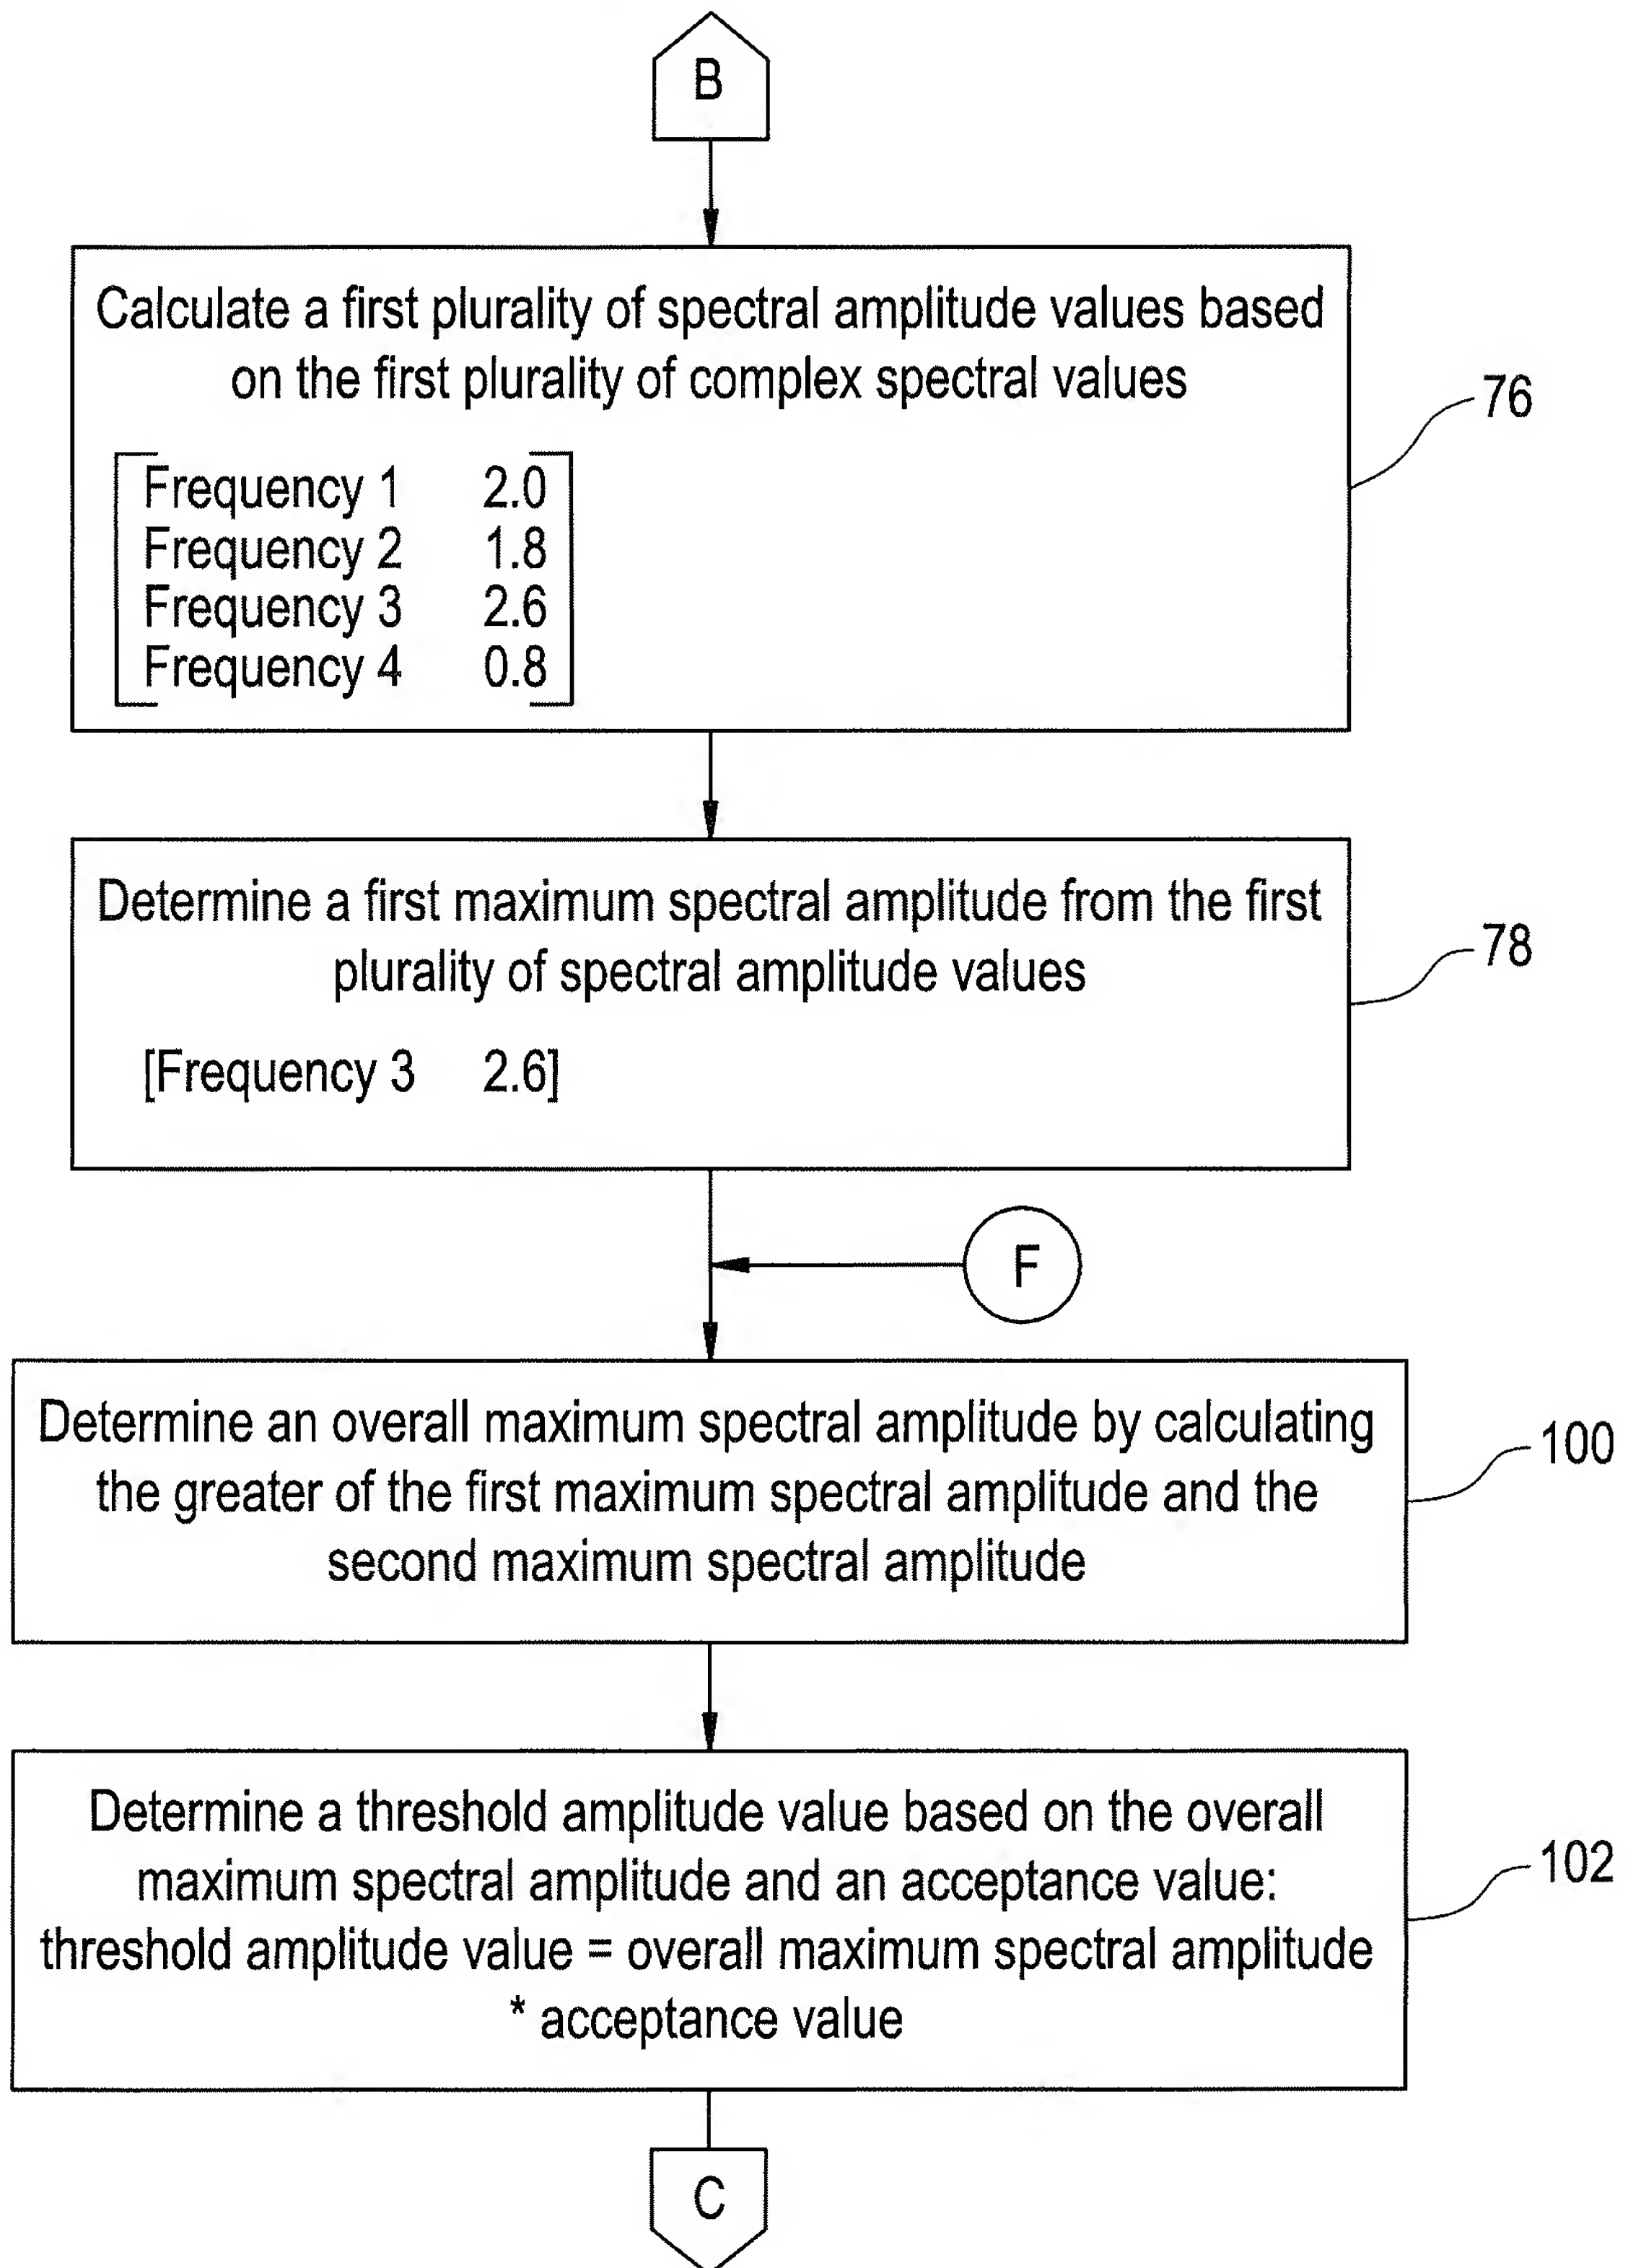 B
Calculate a first plurality of spectral amplitude values based
on the first plurality of complex spectral values
Frequency 1 2.0
Frequency 2 1.8
Frequency 3 2.6
Frequency 4 0.8
76
Determine a first maximum spectral amplitude from the first
plurality of spectral amplitude values
[Frequency 3 2.6]
78
F
Determine an overall maximum spectral amplitude by calculating
the greater of the first maximum spectral amplitude and the
second maximum spectral amplitude
100
Determine a threshold amplitude value based on the overall
maximum spectral amplitude and an acceptance value:
threshold amplitude value = overall maximum spectral amplitude
* acceptance value
102
C